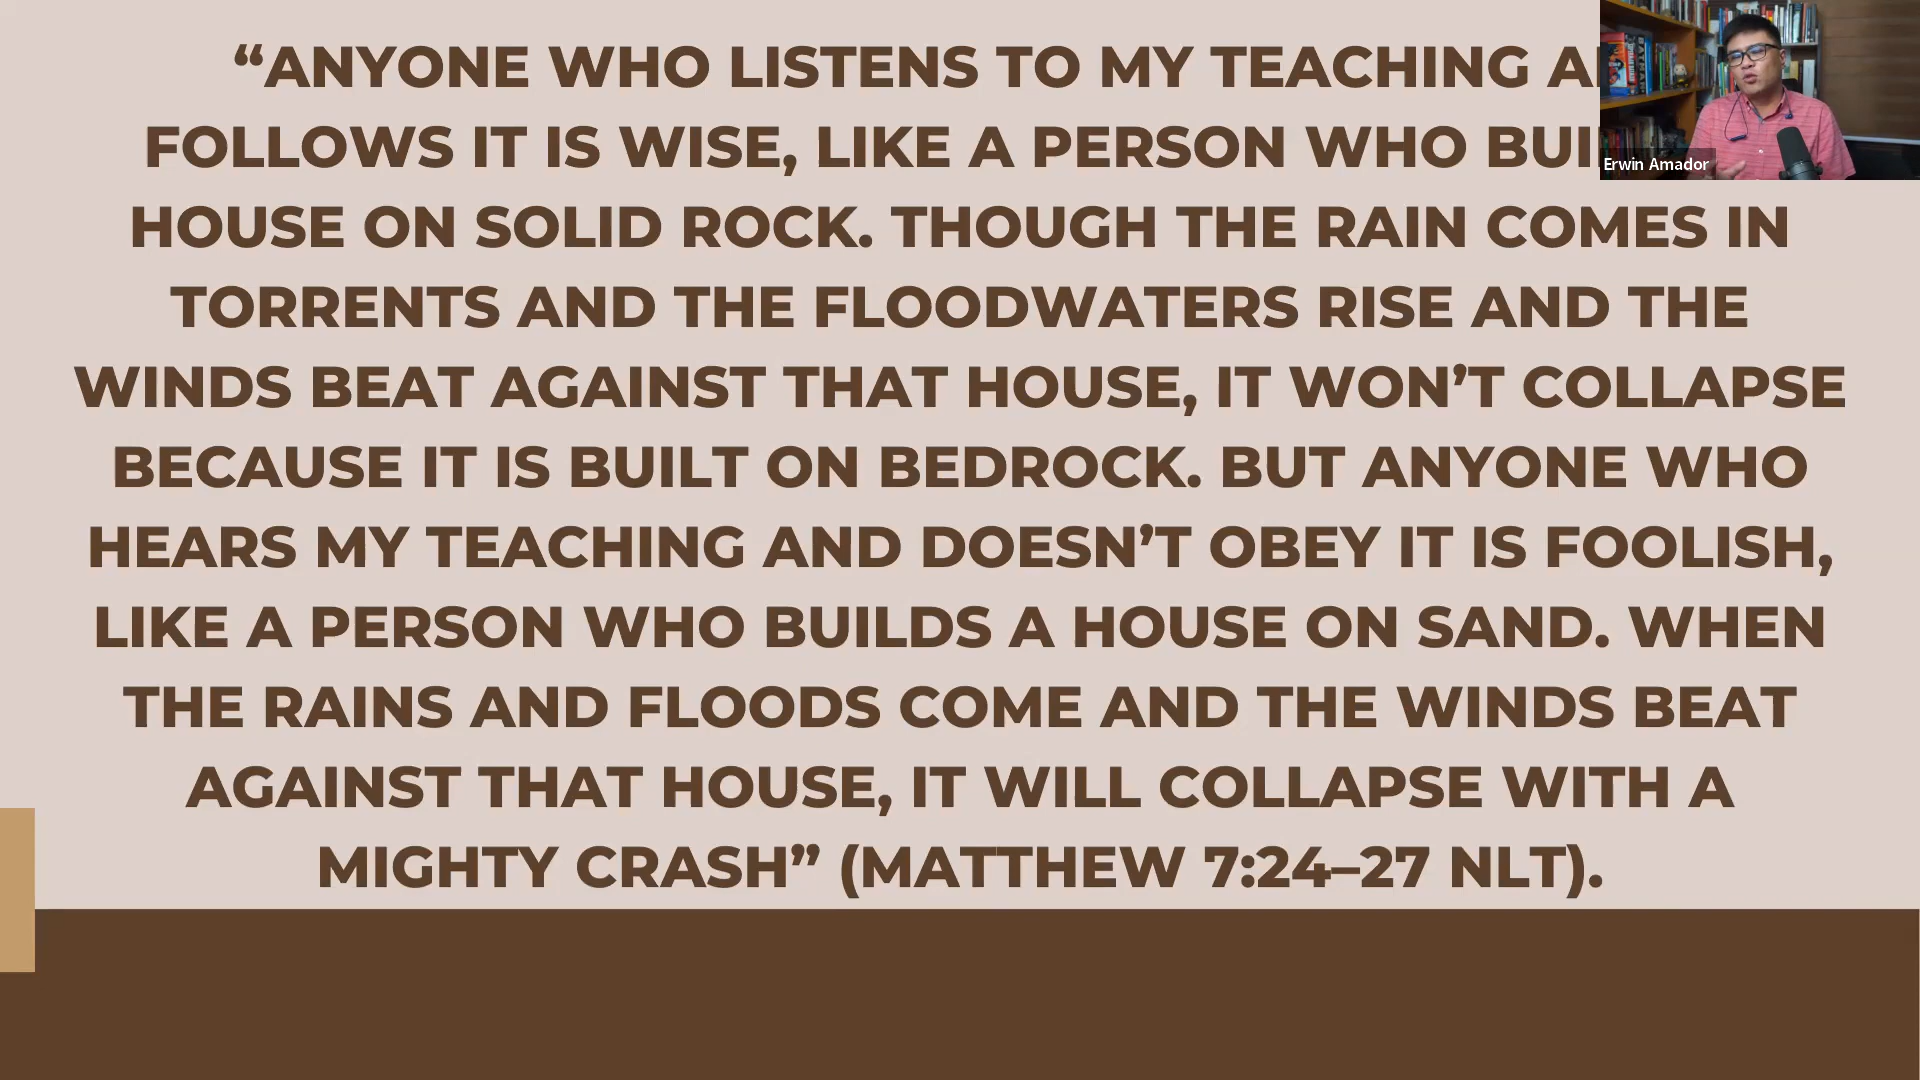 “ANYONE WHO LISTENS TO MY TEACHING
FOLLOWS IT IS WISE, LIKE A PERSON WHO
HOUSE ON SOLID ROCK. THOUGH THE RAIN COMES IN
TORRENTS AND THE FLOODWATERS RISE AND THE
WINDS BEAT AGAINST THAT HOUSE, IT WON’T COLLAPSE
BECAUSE IT IS BUILT ON BEDROCK. BUT ANYONE WHO
HEARS MY TEACHING AND DOESN’T OBEY IT IS FOOLISH,
LIKE A PERSON WHO BUILDS A HOUSE ON SAND. WHEN
THE RAINS AND FLOODS COME AND THE WINDS BEAT
AGAINST THAT HOUSE, IT WILL COLLAPSE WITH A
MIGHTY CRASH” (MATTHEW 7:24–27 NLT).
Erwin Amador